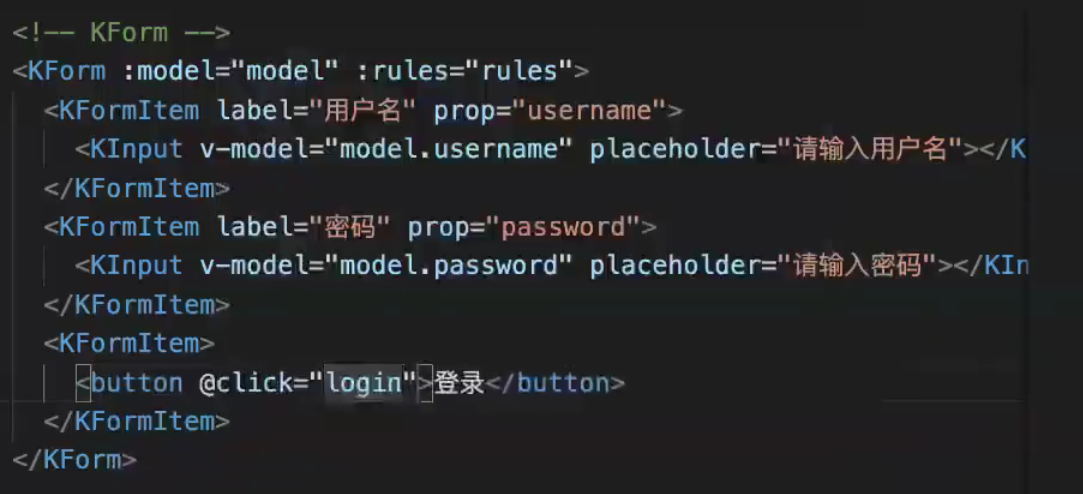 <!-- KForm -->
<KForm :model="model" :rules="rules">
<KFormItem label="用户名" prop="username">
<KInput v-model="model.username" placeholder="请输入用户名"></K
</KFormItem>
<KFormItem label="密码" prop="password">
<KInput v-model="model.password" placeholder="请输入密码"></KIn
</KFormItem>
<KFormItem>
<button @click="login">登录</button>
</KFormItem>
</KForm>